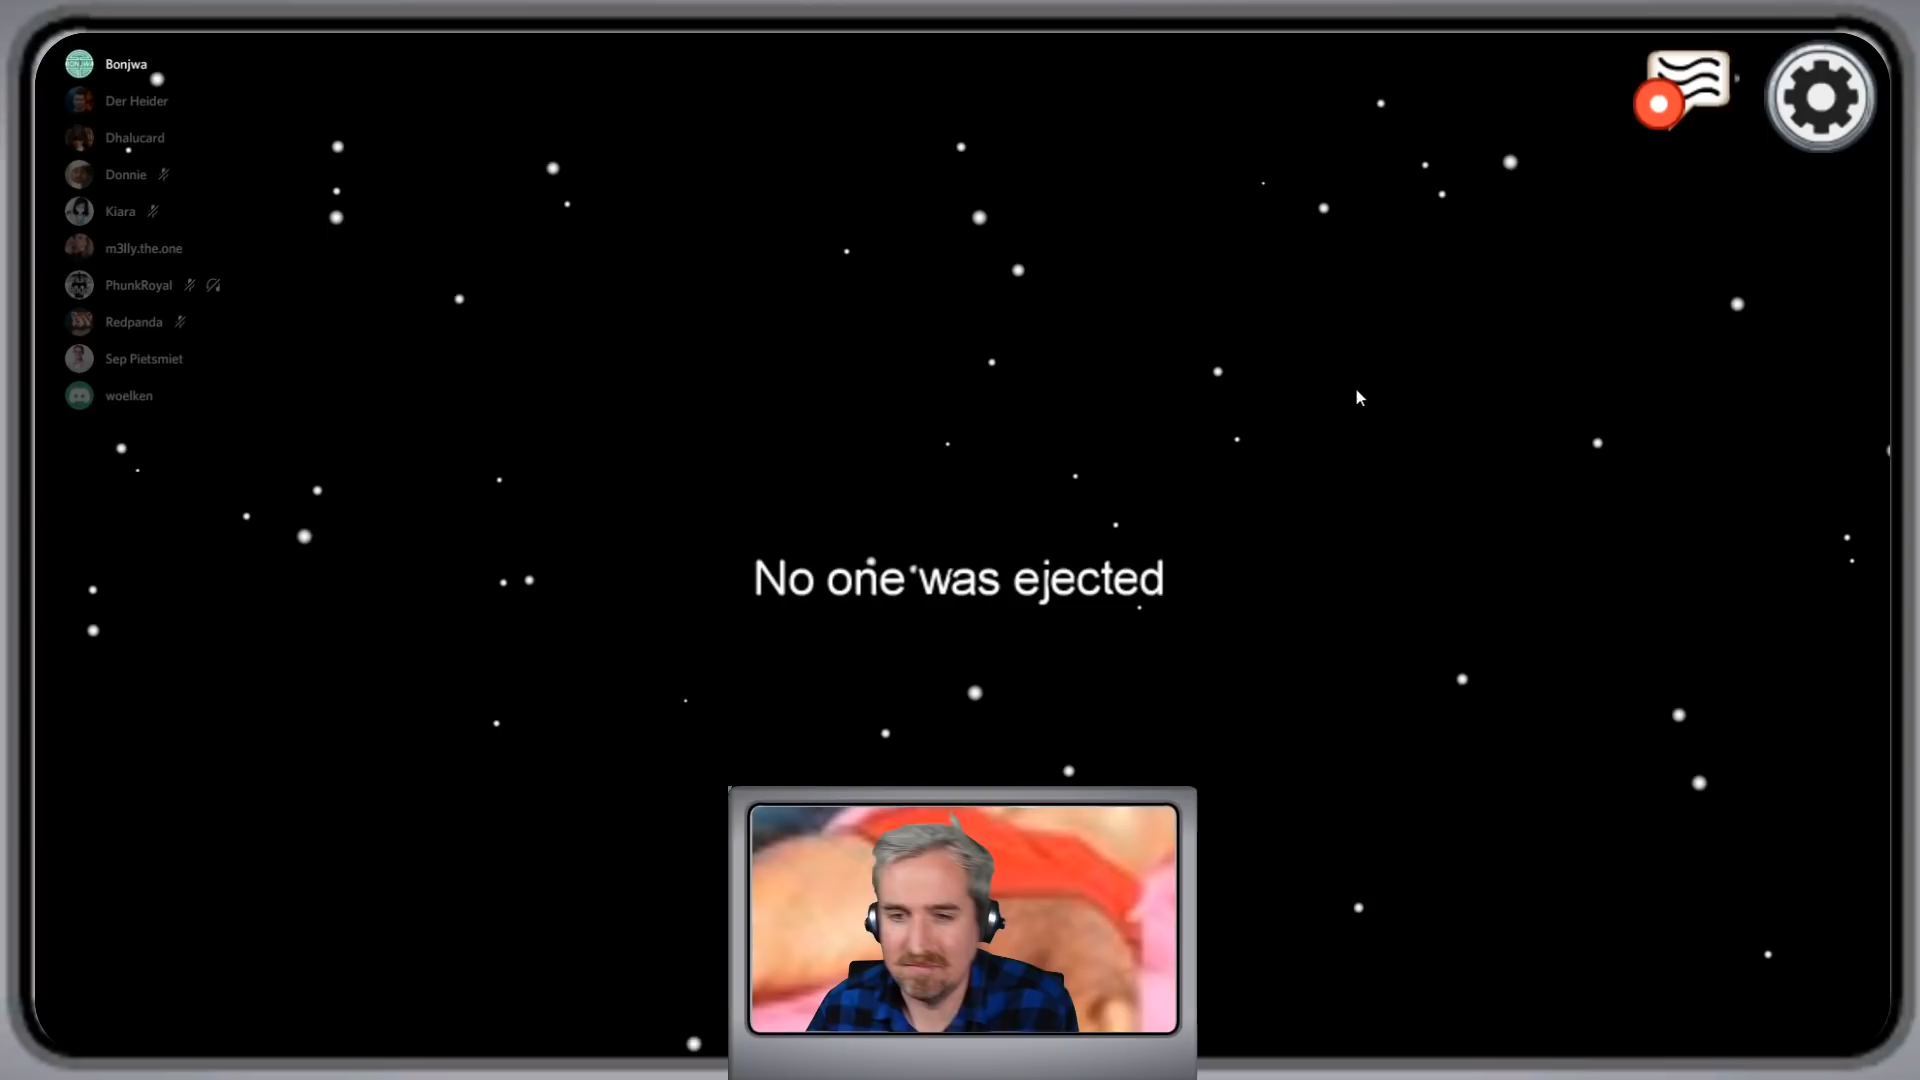 Bonjwa
Der Heider
Dhalucard
Donnie
Kiara
m3lly.the.one
PhunkRoyal
Redpanda
Sep Pietsmiet
woelken
No one was ejected